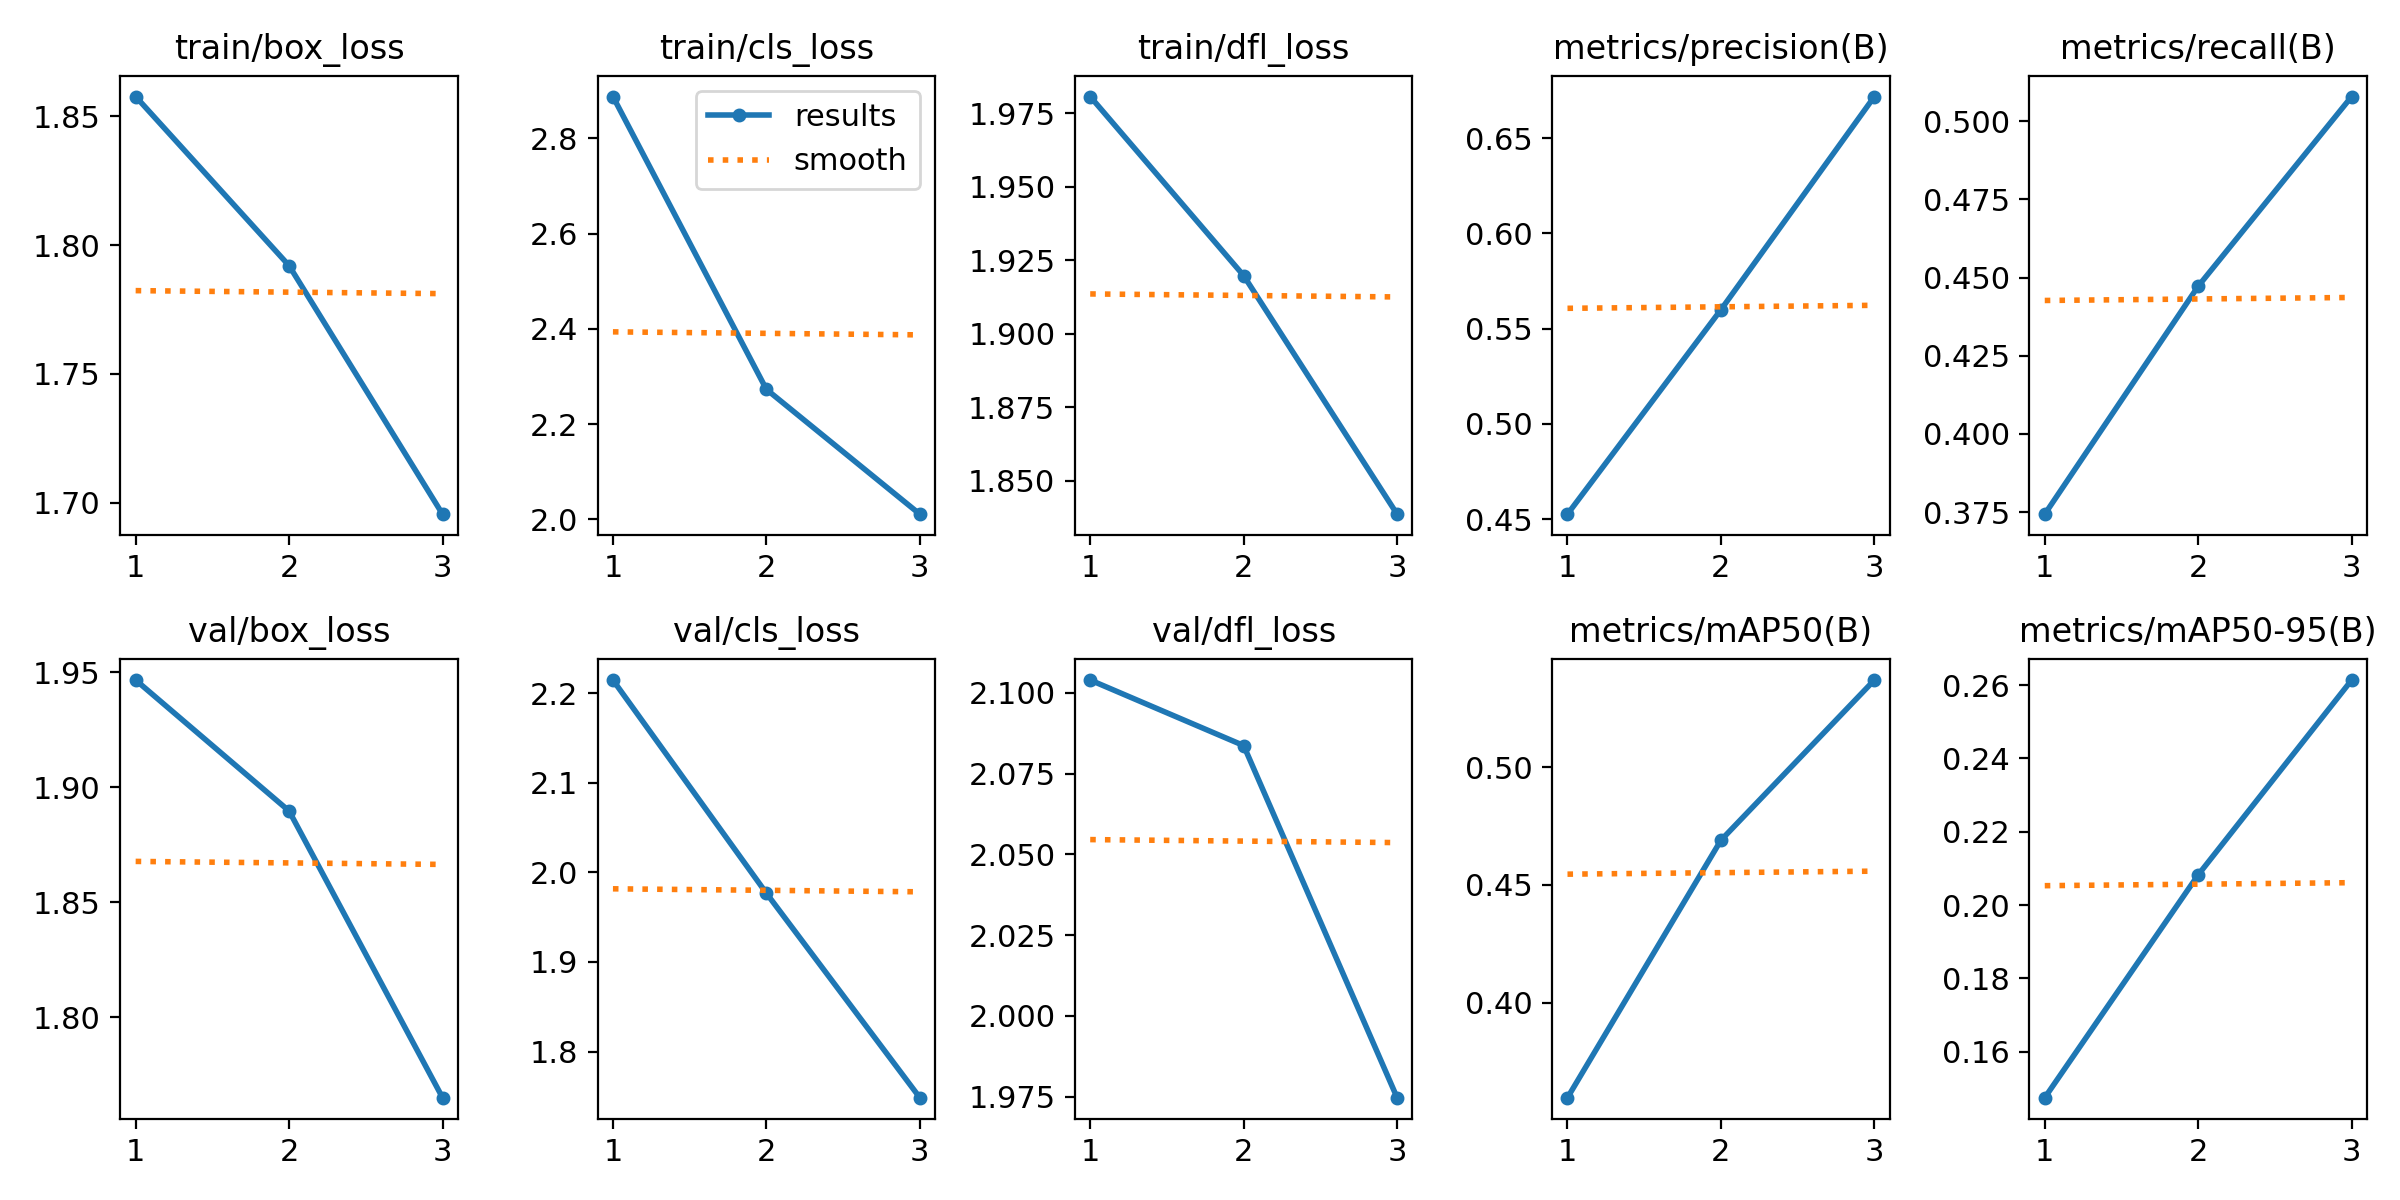 train/box_loss
1.85
1.80
1.75
1.70
1 2 3
train/cls_loss
results
smooth
2.8
2.6
2.4
2.2
2.0
1 2 3
train/dfl_loss
1.975
1.950
1.925
1.900
1.875
1.850
1 2 3
metrics/precision(B)
0.65
0.60
0.55
0.50
0.45
1 2 3
metrics/recall(B)
0.500
0.475
0.450
0.425
0.400
0.375
1 2 3
val/box_loss
1.95
1.90
1.85
1.80
1 2 3
val/cls_loss
2.2
2.1
2.0
1.9
1.8
1 2 3
val/dfl_loss
2.100
2.075
2.050
2.025
2.000
1.975
1 2 3
metrics/mAP50(B)
0.50
0.45
0.40
1 2 3
metrics/mAP50-95(B)
0.26
0.24
0.22
0.20
0.18
0.16
1 2 3